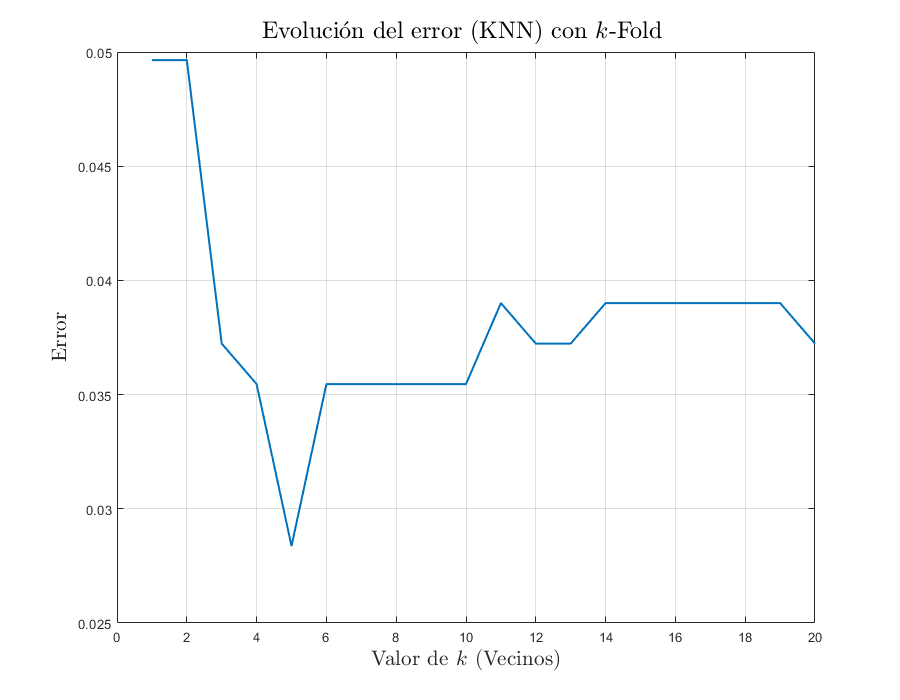 Evolución del error (KNN) con k-Fold
0.05
0.045
0.04
0.035
0.03
0.025
Error
0 2 4 6 8 10 12 14 16 18 20
Valor de k (Vecinos)